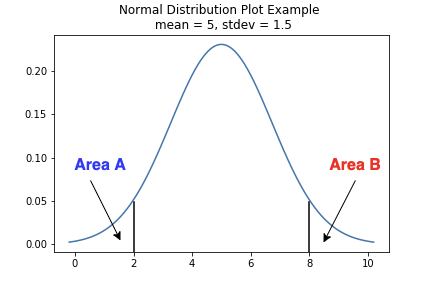 Normal Distribution Plot Example
mean = 5, stdev = 1.5
0.20
0.15
0.10
0.05
0.00
Area A
Area B
0 2 4 6 8 10